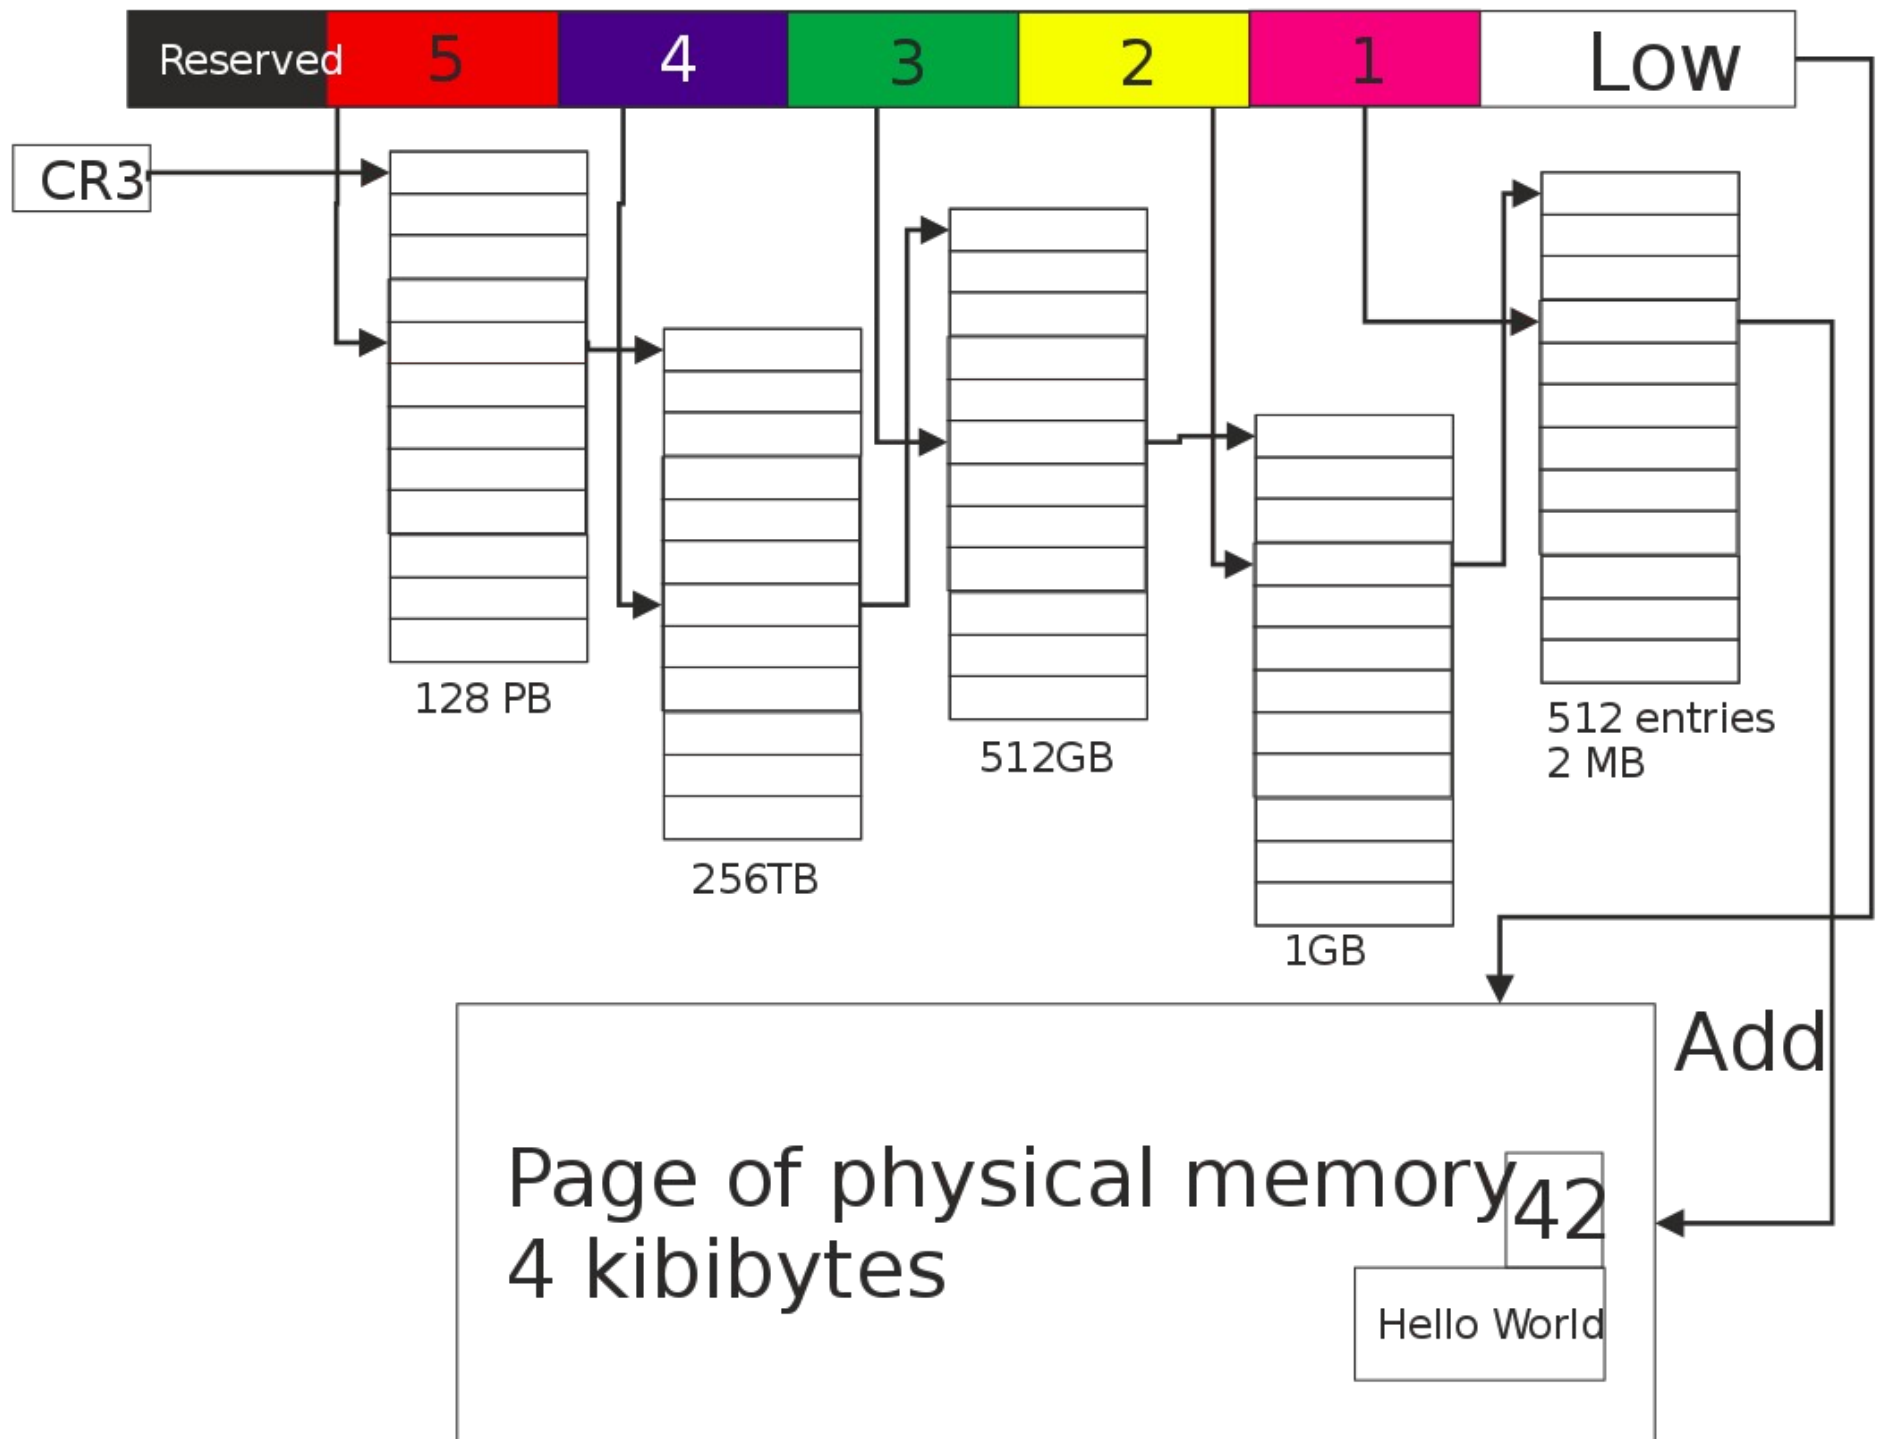 Reserved 5 4 3 2 1 Low
CR3
128 PB
256TB
512GB
1GB
512 entries
2 MB
Add
Page of physical memory
4 kibibytes
42
Hello World